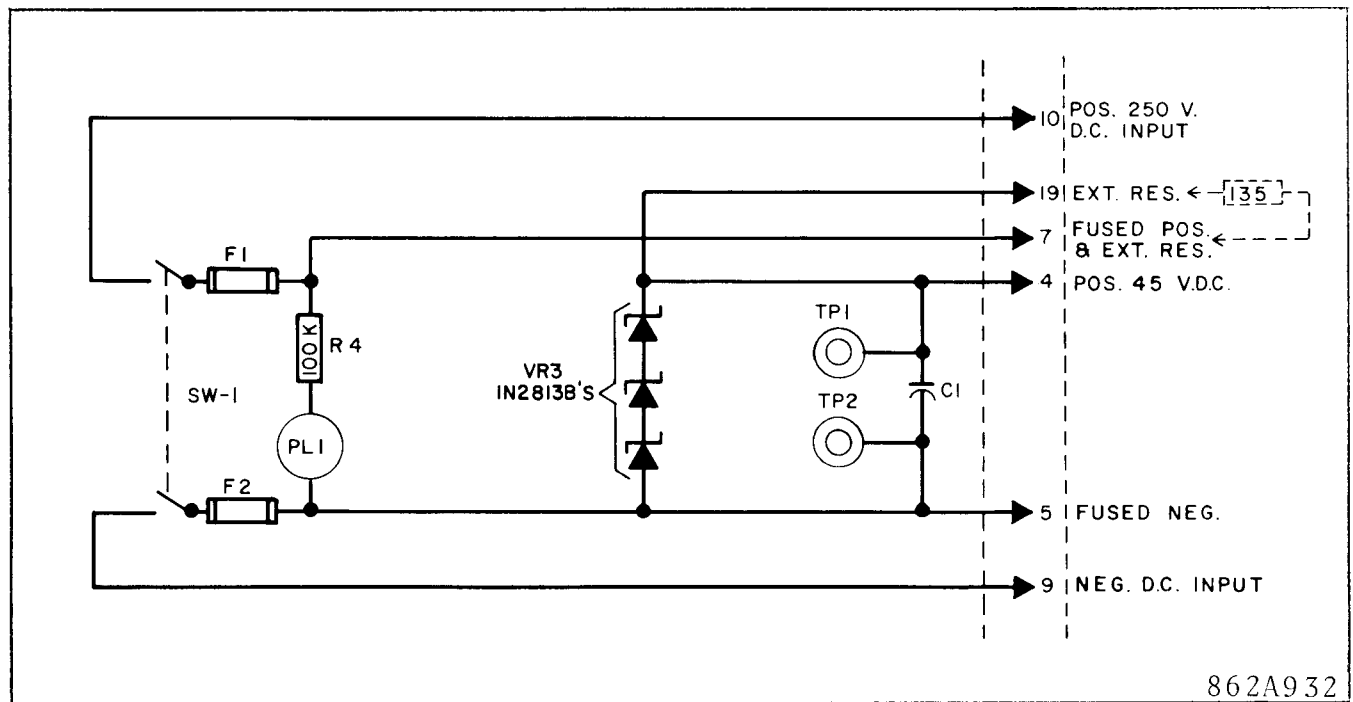 10 POS. 250 V.
D.C. INPUT
19 EXT. RES. 135
7 FUSED POS.
& EXT. RES.
4 POS. 45 V.D.C.
F1
100K
R4
SW-1
PL1
F2
VR3
IN2813B'S
TP1
TP2
C1
5 FUSED NEG.
9 NEG. D.C. INPUT
862A932